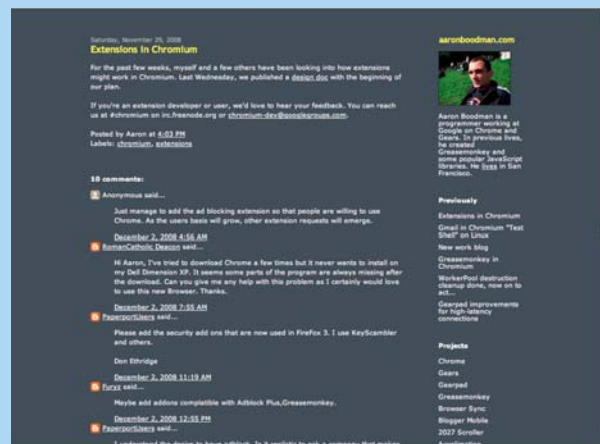 Saturday, November 29, 2008
Extensions in Chromium
For the past few weeks, myself and a few others have been looking into how extensions
might work in Chromium. Last Wednesday, we published a design doc with the beginning of
our plan.
If you're an extension developer or user, we'd love to hear your feedback. You can reach
us at #chromium on irc.freenode.org or chromium-dev@googlegroups.com.
Posted by Aaron at 4:03 PM
Labels: chromium, extensions
10 comments:
Anonymous said...
Just manage to add the ad blocking extension so that people are willing to use
Chrome. As the users basis will grow, other extension requests will emerge.
December 2, 2008 4:56 AM
RomanCatholic Deacon said...
Hi Aaron, I've tried to download Chrome a few times but it never wants to install on
my Dell Dimension XP. It seems some parts of the program are always missing after
the download. Can you give me any help with this problem as I certainly would love
to use this new Browser. Thanks.
December 2, 2008 7:55 AM
PaperportUsers said...
Please add the security add ons that are now used in FireFox 3. I use KeyScambler
and others.
Don Ethridge
December 2, 2008 11:19 AM
Furyz said...
Maybe add addons complatible with Adblock Plus,Greasemonkey.
December 2, 2008 12:55 PM
PaperportUsers said...
aaronboodman.com
Aaron Boodman is a
programmer working at
Google on Chrome and
Gears. In previous lives,
he created
Greasemonkey and
some popular JavaScript
libraries. He lives in San
Francisco.
Previously
Extensions in Chromium
Gmail in Chromium "Test
Shell" on Linux
New work blog
Greasemonkey in
Chromium
WorkerPool destruction
cleanup done, now on to
act...
Gearpad improvements
for high-latency
connections
Projects
Chrome
Gears
Gearpad
Greasemonkey
Browser Sync
Blogger Mobile
2027 Scroller